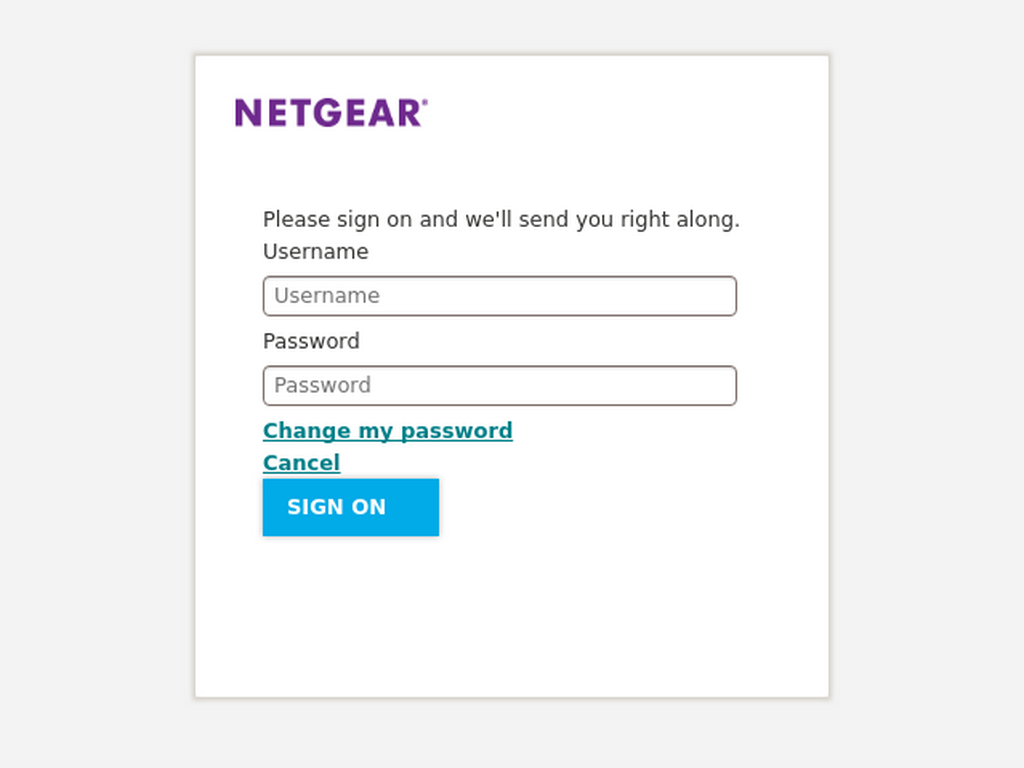 NETGEAR®
Please sign on and we'll send you right along.
Username
Username
Password
Password
Change my password
Cancel
SIGN ON